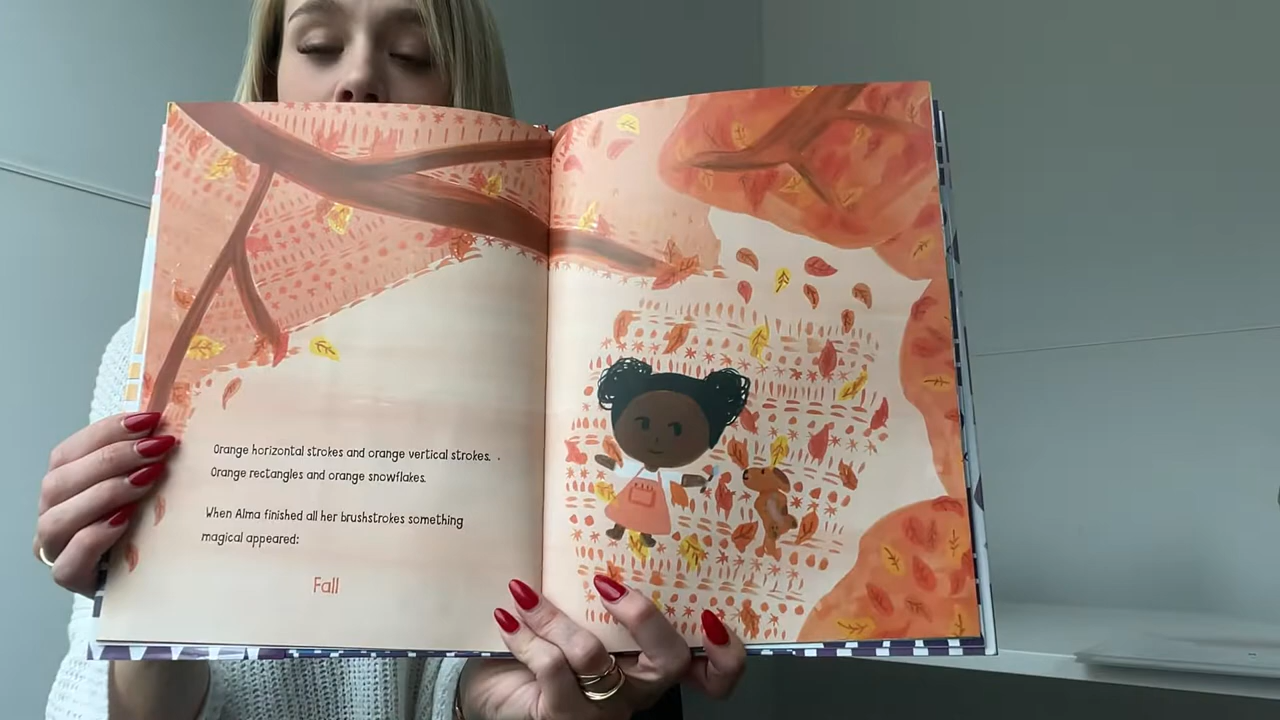 Orange horizontal strokes and orange vertical strokes.
Orange rectangles and orange snowflakes.
When Alma finished all her brushstrokes something
magical appeared:
Fall